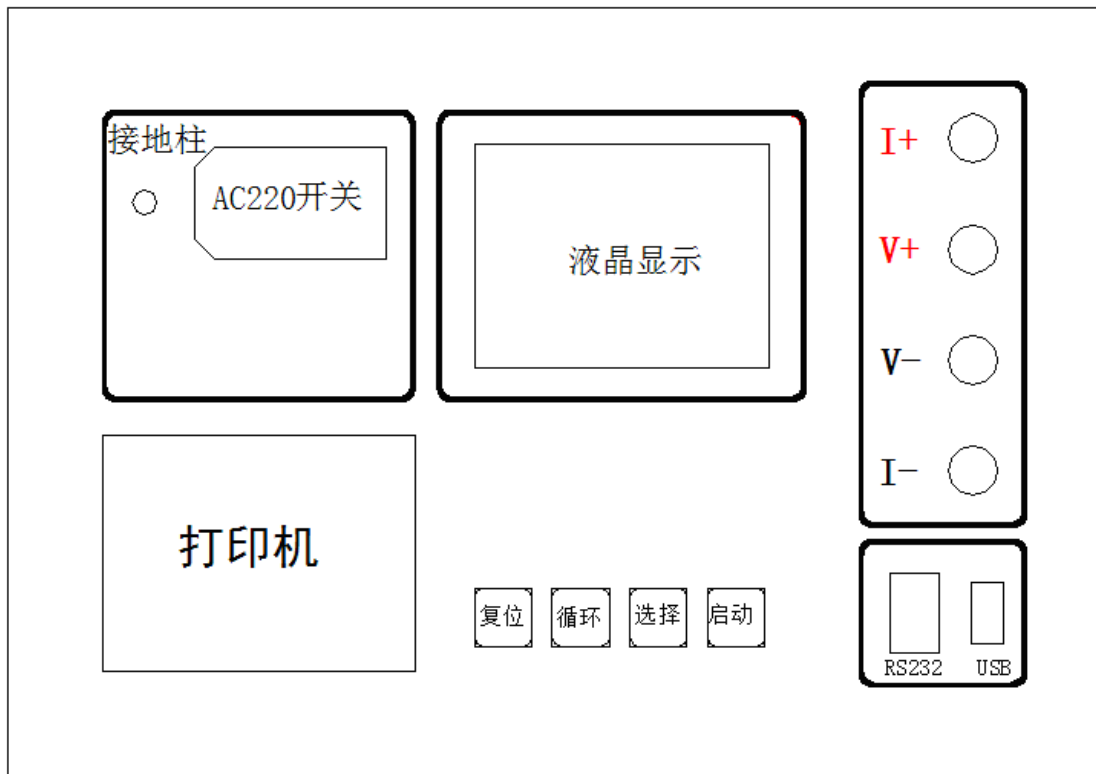 接地柱
AC220开关
液晶显示
I+
V+
V-
I-
打印机
复位
循环
选择
启动
RS232
USB